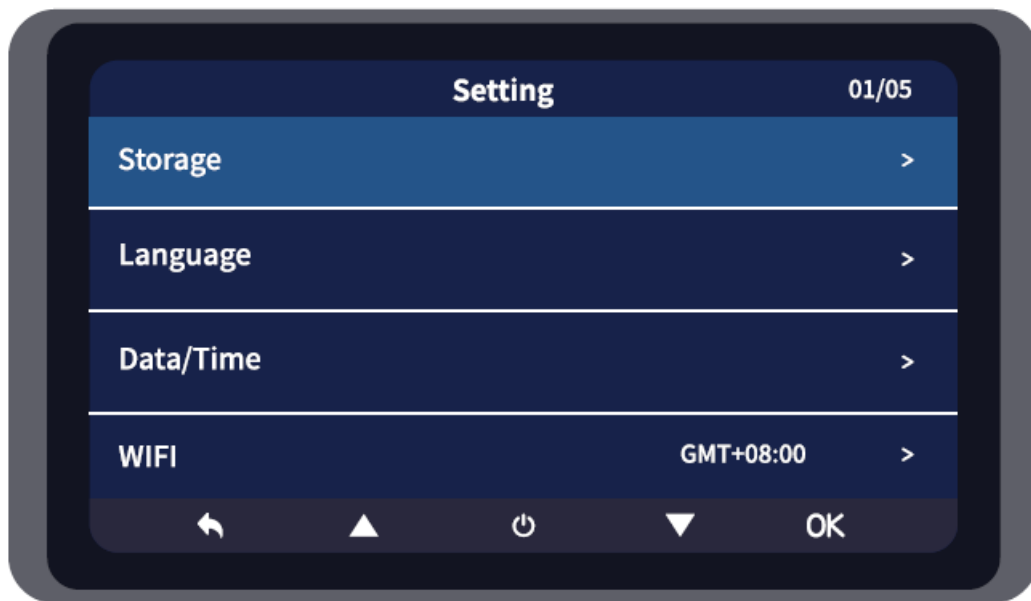 Setting 01/05
Storage >
Language >
Data/Time >
WIFI GMT+08:00 >
OK